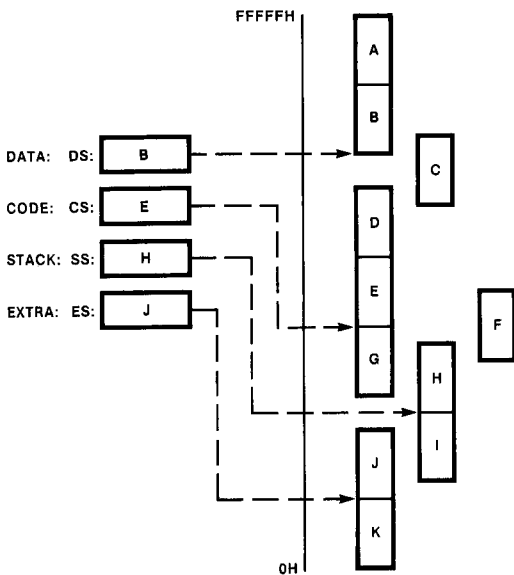 FFFFFH
A
B
DATA: DS: B
C
CODE: CS: E
D
STACK: SS: H
E
EXTRA: ES: J
F
G
H
I
J
K
0H